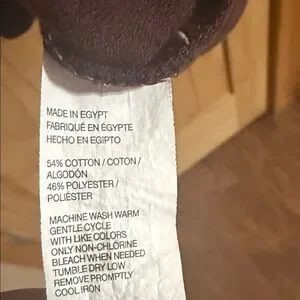 MADE IN EGYPT
FABRIQUÉ EN ÉGYPTE
HECHO EN EGIPTO
54% COTTON / COTON /
ALGODÓN
46% POLYESTER /
POLIÉSTER
MACHINE WASH WARM
GENTLE CYCLE
WITH LIKE COLORS
ONLY NON-CHLORINE
BLEACH WHEN NEEDED
TUMBLE DRY LOW
REMOVE PROMPTLY
COOL IRON